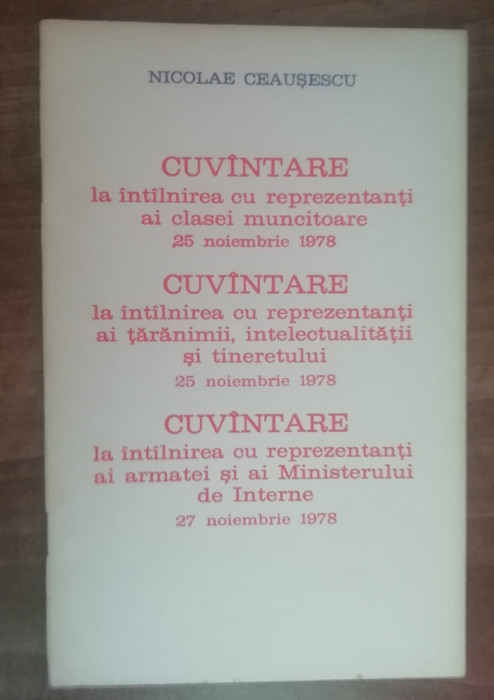 NICOLAE CEAUŞESCU
CUVÎNTARE
la întîlnirea cu reprezentanţi
ai clasei muncitoare
25 noiembrie 1978
CUVÎNTARE
la întîlnirea cu reprezentanţi
ai ţărănimii, intelectualităţii
şi tineretului
25 noiembrie 1978
CUVÎNTARE
la întîlnirea cu reprezentanţi
ai armatei şi ai Ministerului
de Interne
27 noiembrie 1978